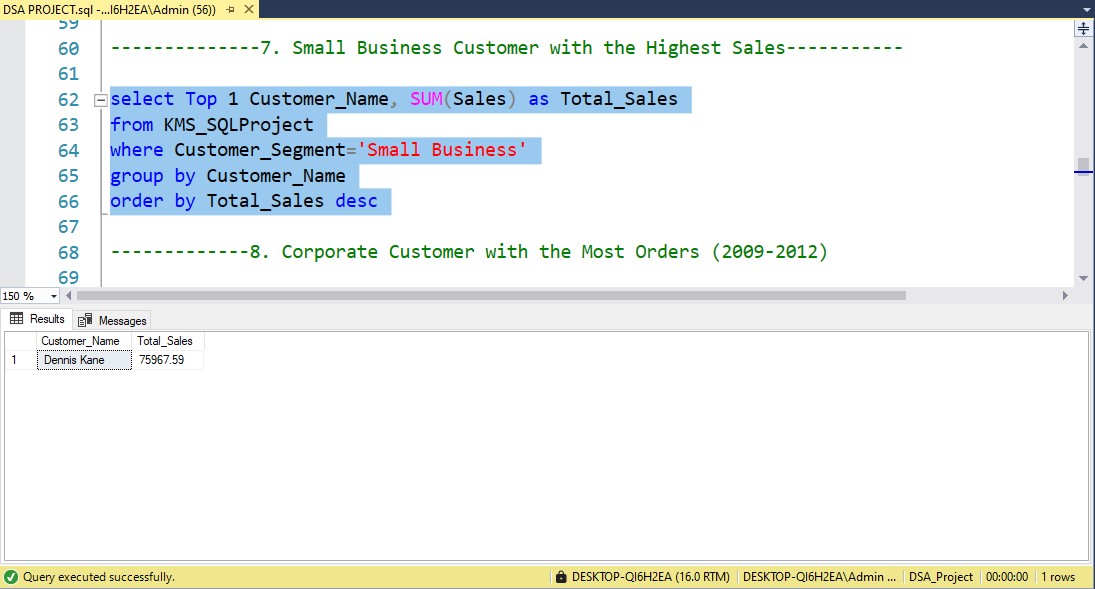 DSA PROJECT.sql -...I6H2EA\Admin (56))
59
60 --------------7. Small Business Customer with the Highest Sales-----------
61
62 select Top 1 Customer_Name, SUM(Sales) as Total_Sales
63 from KMS_SQLProject
64 where Customer_Segment='Small Business'
65 group by Customer_Name
66 order by Total_Sales desc
67
68 -------------8. Corporate Customer with the Most Orders (2009-2012)
69
150 %
Results Messages
Customer_Name Total_Sales
1 Dennis Kane 75967.59
Query executed successfully. DESKTOP-QI6H2EA (16.0 RTM) DESKTOP-QI6H2EA\Admin ... DSA_Project 00:00:00 1 rows